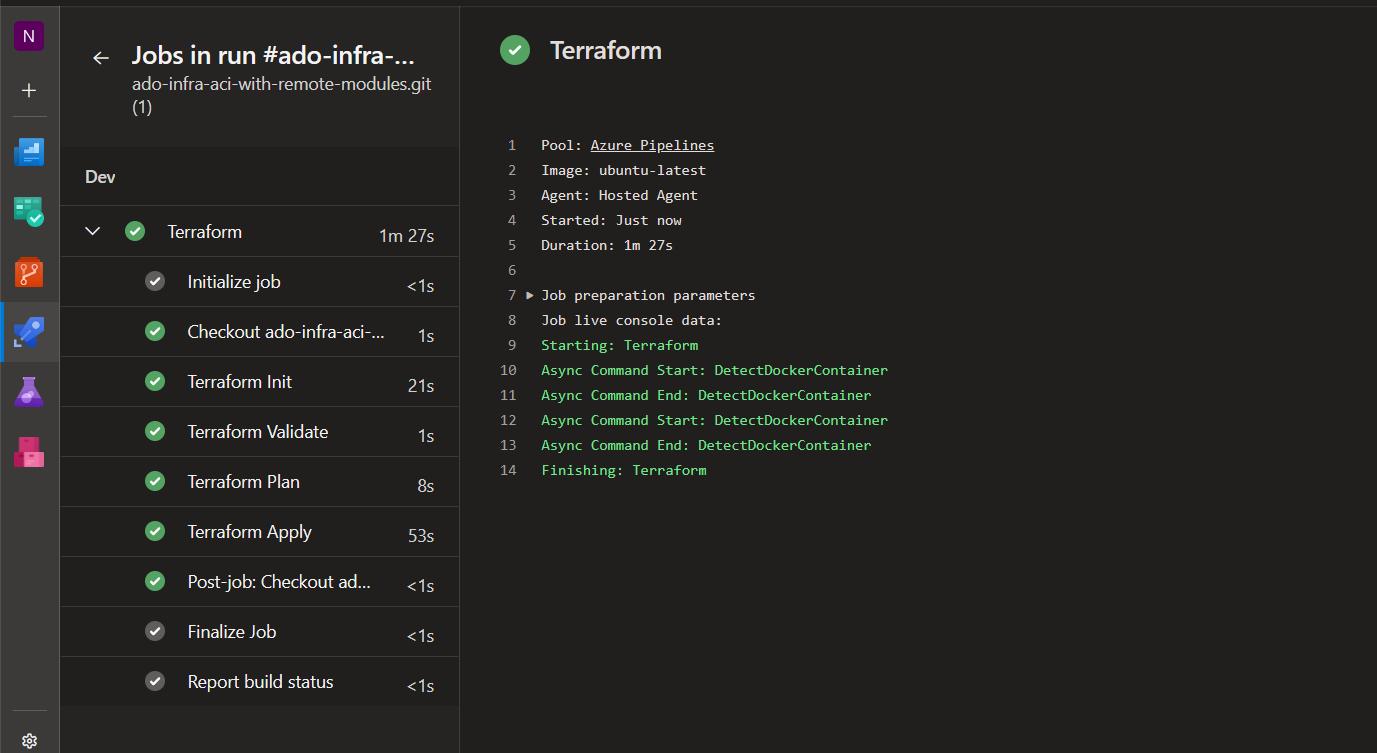 N
Jobs in run #ado-infra-...
ado-infra-aci-with-remote-modules.git
(1)
Dev
Terraform 1m 27s
Initialize job <1s
Checkout ado-infra-aci-... 1s
Terraform Init 21s
Terraform Validate 1s
Terraform Plan 8s
Terraform Apply 53s
Post-job: Checkout ad... <1s
Finalize Job <1s
Report build status <1s
Terraform
1 Pool: Azure Pipelines
2 Image: ubuntu-latest
3 Agent: Hosted Agent
4 Started: Just now
5 Duration: 1m 27s
6
7 Job preparation parameters
8 Job live console data:
9 Starting: Terraform
10 Async Command Start: DetectDockerContainer
11 Async Command End: DetectDockerContainer
12 Async Command Start: DetectDockerContainer
13 Async Command End: DetectDockerContainer
14 Finishing: Terraform